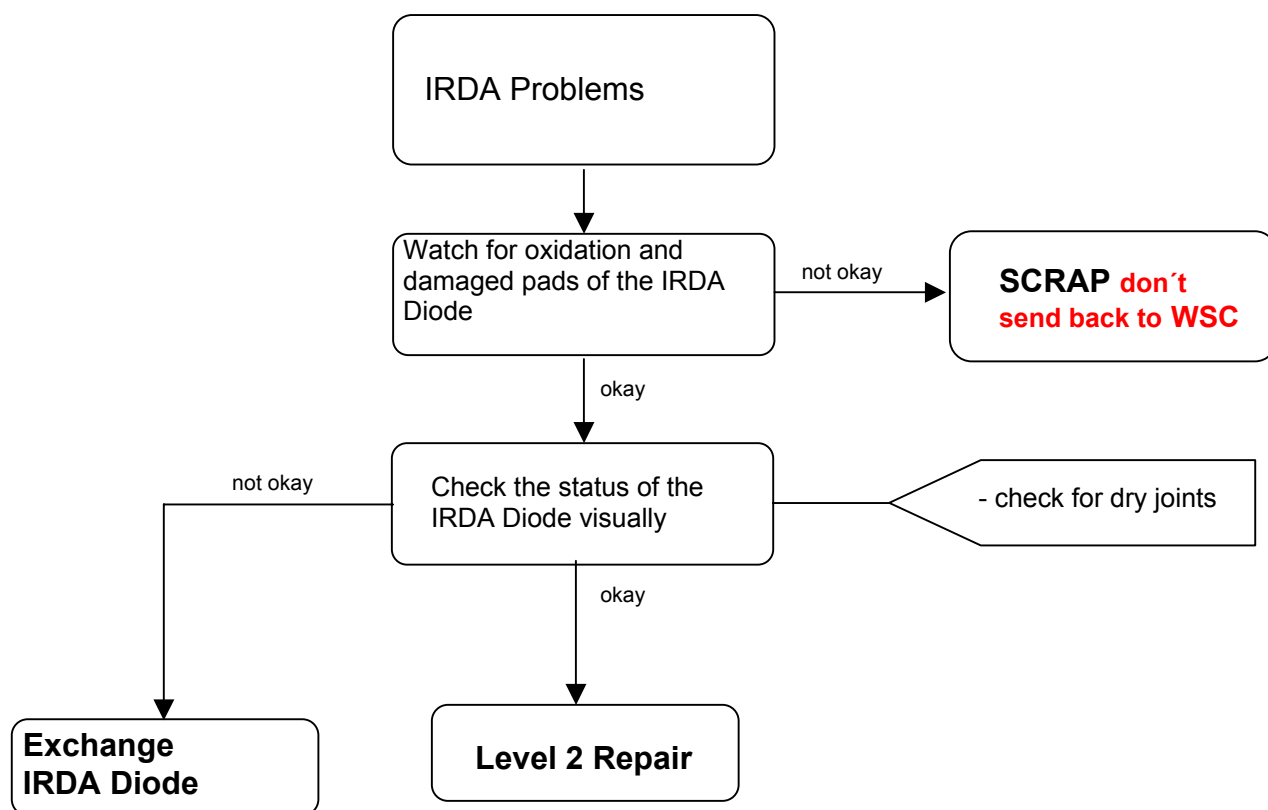 IRDA Problems
Watch for oxidation and
damaged pads of the IRDA
Diode
not okay
SCRAP don´t
send back to WSC
okay
not okay
Check the status of the
IRDA Diode visually
- check for dry joints
okay
Exchange
IRDA Diode
Level 2 Repair